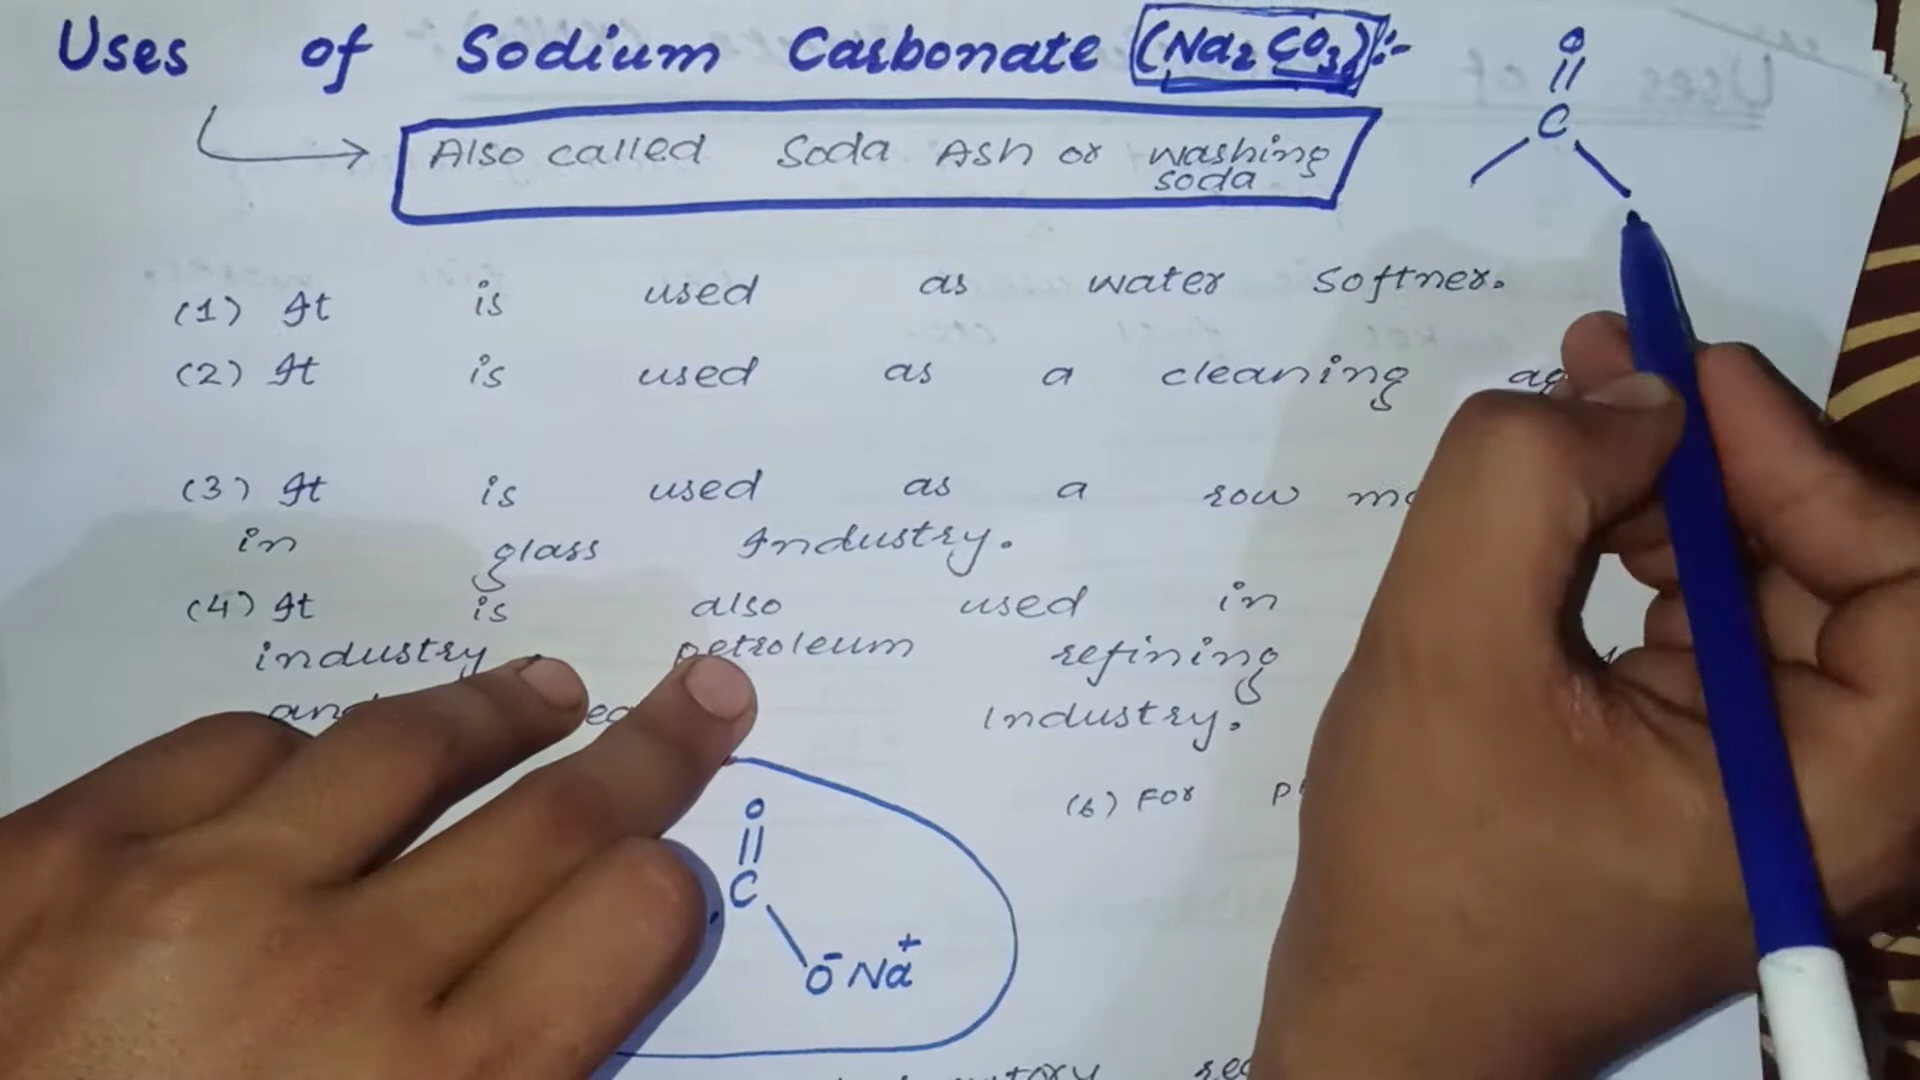 Uses of Sodium Carbonate (Na2CO3):-
Also called Soda Ash or washing
soda
(1) It is used as water softner.
(2) It is used as a cleaning
(3) It is used as a row
in glass Industry.
(4) It is also used in
industry petroleum refining
Industry.
(6) For
O
C
O
C
O- Na+